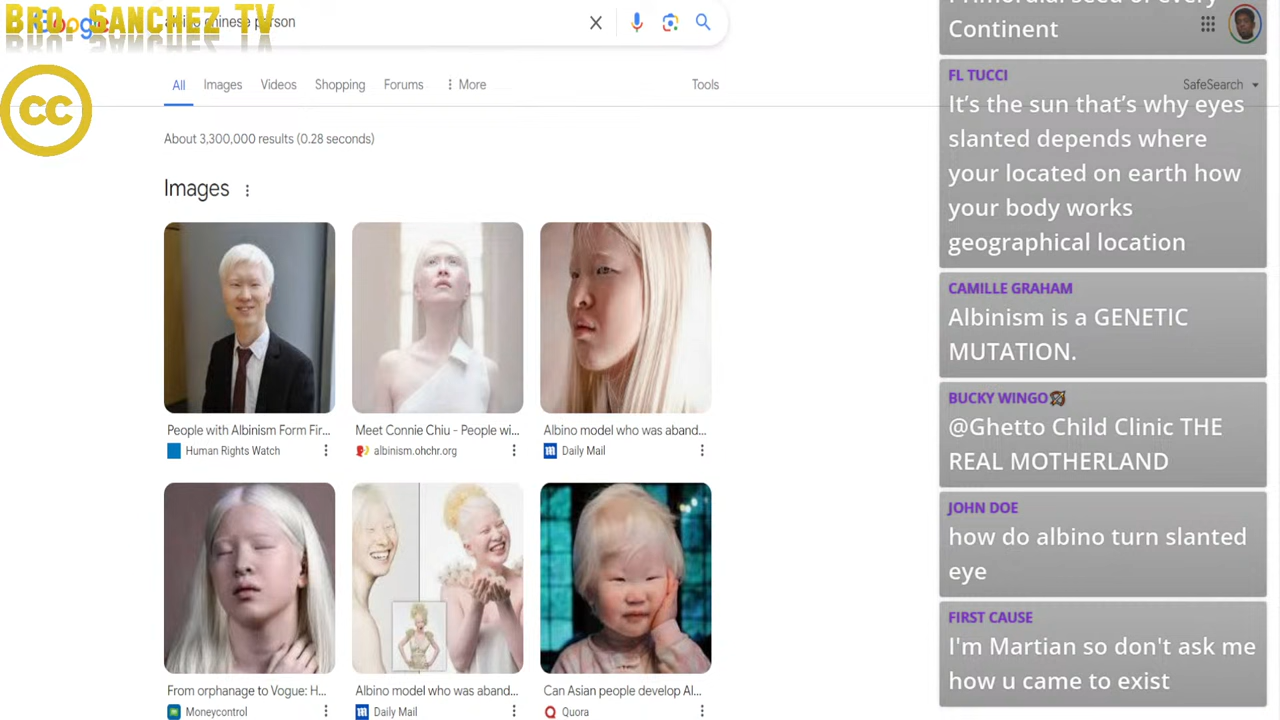 BRO. SANCHEZ TV
Google
albino chinese person
CC
All
Images
Videos
Shopping
Forums
More
Tools
SafeSearch
About 3,300,000 results (0.28 seconds)
Images
People with Albinism Form Fir...
Human Rights Watch
Meet Connie Chiu - People wi...
albinism.ohchr.org
Albino model who was aband...
Daily Mail
From orphanage to Vogue: H...
Moneycontrol
Albino model who was aband...
Daily Mail
Can Asian people develop Al...
Quora
Continent
FL TUCCI
It’s the sun that’s why eyes
slanted depends where
your located on earth how
your body works
geographical location
CAMILLE GRAHAM
Albinism is a GENETIC
MUTATION.
BUCKY WINGO
@Ghetto Child Clinic THE
REAL MOTHERLAND
JOHN DOE
how do albino turn slanted
eye
FIRST CAUSE
I'm Martian so don't ask me
how u came to exist